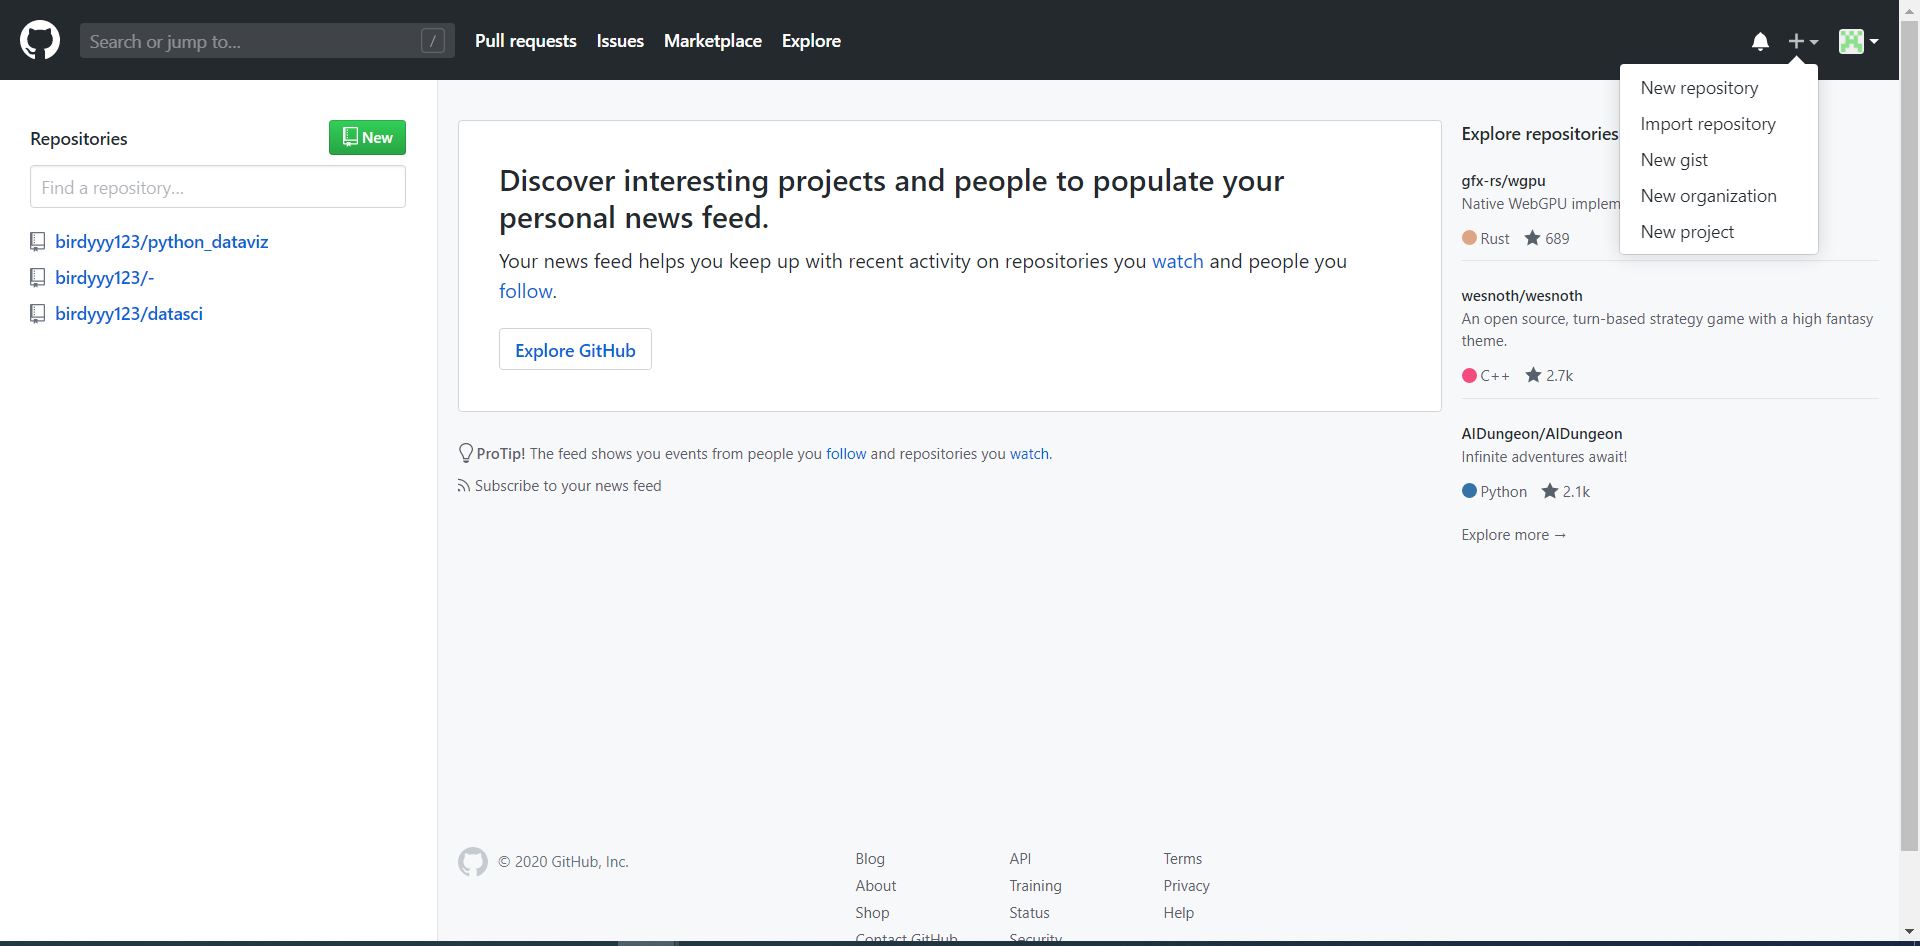 Search or jump to...
/
Pull requests
Issues
Marketplace
Explore
New repository
Import repository
New gist
New organization
New project
Repositories
New
Find a repository...
birdyyy123/python_dataviz
birdyyy123/-
birdyyy123/datasci
Discover interesting projects and people to populate your
personal news feed.
Your news feed helps you keep up with recent activity on repositories you watch and people you
follow.
Explore GitHub
ProTip! The feed shows you events from people you follow and repositories you watch.
Subscribe to your news feed
Explore repositories
gfx-rs/wgpu
Native WebGPU implem
Rust 689
wesnoth/wesnoth
An open source, turn-based strategy game with a high fantasy
theme.
C++ 2.7k
AIDungeon/AIDungeon
Infinite adventures await!
Python 2.1k
Explore more →
© 2020 GitHub, Inc.
Blog
About
Shop
Contact GitHub
API
Training
Status
Security
Terms
Privacy
Help